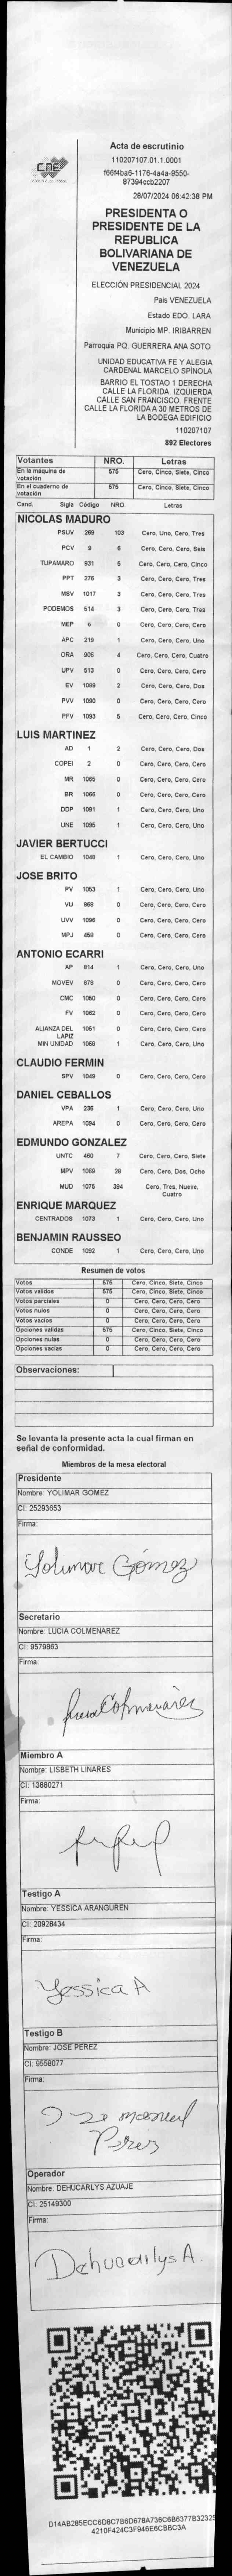 CNE
Acta de escrutinio
110207107.01.1.0001
f66f4ba6-1176-4a4a-9550-
87394ccb2207
28/07/2024 06:42:38 PM
PRESIDENTA O
PRESIDENTE DE LA
REPUBLICA
BOLIVARIANA DE
VENEZUELA
ELECCIÓN PRESIDENCIAL 2024
Pais VENEZUELA
Estado EDO. LARA
Municipio MP. IRIBARREN
Parroquia PQ. GUERRERA ANA SOTO
UNIDAD EDUCATIVA FE Y ALEGIA
CARDENAL MARCELO SPÍNOLA
BARRIO EL TOSTAO 1 DERECHA
CALLE LA FLORIDA. IZQUIERDA
CALLE SAN FRANCISCO. FRENTE
CALLE LA FLORIDA A 30 METROS DE
LA BODEGA EDIFICIO
110207107
892 Electores
Votantes NRO. Letras
En la máquina de votación 575 Cero, Cinco, Siete, Cinco
En el cuaderno de votación 575 Cero, Cinco, Siete, Cinco
Cand. Sigla Código NRO. Letras
NICOLAS MADURO
PSUV 269 103 Cero, Uno, Cero, Tres
PCV 9 6 Cero, Cero, Cero, Seis
TUPAMARO 931 5 Cero, Cero, Cero, Cinco
PPT 276 3 Cero, Cero, Cero, Tres
MSV 1017 3 Cero, Cero, Cero, Tres
PODEMOS 514 3 Cero, Cero, Cero, Tres
MEP 6 0 Cero, Cero, Cero, Cero
APC 219 1 Cero, Cero, Cero, Uno
ORA 906 4 Cero, Cero, Cero, Cuatro
UPV 513 0 Cero, Cero, Cero, Cero
EV 1089 2 Cero, Cero, Cero, Dos
PVV 1090 0 Cero, Cero, Cero, Cero
PFV 1093 5 Cero, Cero, Cero, Cinco
LUIS MARTINEZ
AD 1 2 Cero, Cero, Cero, Dos
COPEI 2 0 Cero, Cero, Cero, Cero
MR 1065 0 Cero, Cero, Cero, Cero
BR 1066 0 Cero, Cero, Cero, Cero
DDP 1091 1 Cero, Cero, Cero, Uno
UNE 1095 1 Cero, Cero, Cero, Uno
JAVIER BERTUCCI
EL CAMBIO 1048 1 Cero, Cero, Cero, Uno
JOSE BRITO
PV 1053 1 Cero, Cero, Cero, Uno
VU 868 0 Cero, Cero, Cero, Cero
UVV 1096 0 Cero, Cero, Cero, Cero
MPJ 458 0 Cero, Cero, Cero, Cero
ANTONIO ECARRI
AP 814 1 Cero, Cero, Cero, Uno
MOVEV 678 0 Cero, Cero, Cero, Cero
CMC 1050 0 Cero, Cero, Cero, Cero
FV 1062 0 Cero, Cero, Cero, Cero
ALIANZA DEL LAPIZ 1051 0 Cero, Cero, Cero, Cero
MIN UNIDAD 1068 1 Cero, Cero, Cero, Uno
CLAUDIO FERMIN
SPV 1049 0 Cero, Cero, Cero, Cero
DANIEL CEBALLOS
VPA 236 1 Cero, Cero, Cero, Uno
AREPA 1094 0 Cero, Cero, Cero, Cero
EDMUNDO GONZALEZ
UNTC 460 7 Cero, Cero, Cero, Siete
MPV 1069 28 Cero, Cero, Dos, Ocho
MUD 1075 394 Cero, Tres, Nueve,
Cuatro
ENRIQUE MARQUEZ
CENTRADOS 1073 1 Cero, Cero, Cero, Uno
BENJAMIN RAUSSEO
CONDE 1092 1 Cero, Cero, Cero, Uno
Resumen de votos
Votos 575 Cero, Cinco, Siete, Cinco
Votos validos 575 Cero, Cinco, Siete, Cinco
Votos parciales 0 Cero, Cero, Cero, Cero
Votos nulos 0 Cero, Cero, Cero, Cero
Votos vacios 0 Cero, Cero, Cero, Cero
Opciones validas 575 Cero, Cinco, Siete, Cinco
Opciones nulas 0 Cero, Cero, Cero, Cero
Opciones vacias 0 Cero, Cero, Cero, Cero
Observaciones:
Se levanta la presente acta la cual firman en
señal de conformidad.
Miembros de la mesa electoral
Presidente
Nombre: YOLIMAR GOMEZ
CI: 25293653
Firma:
Yolimar Gómez
Secretario
Nombre: LUCIA COLMENAREZ
CI: 9579863
Firma:
Lucia Colmenárez
Miembro A
Nombre: LISBETH LINARES
CI: 13880271
Firma:
Testigo A
Nombre: YESSICA ARANGUREN
CI: 20928434
Firma:
Yessica A
Testigo B
Nombre: JOSE PEREZ
CI: 9558077
Firma:
Jose Manuel
Perez
Operador
Nombre: DEHUCARLYS AZUAJE
CI: 25149300
Firma:
Dehucarlys A.
D14AB285ECC6D8C7B6D678A736C6B6377B32325
4210F424C3F946E6CBBC3A